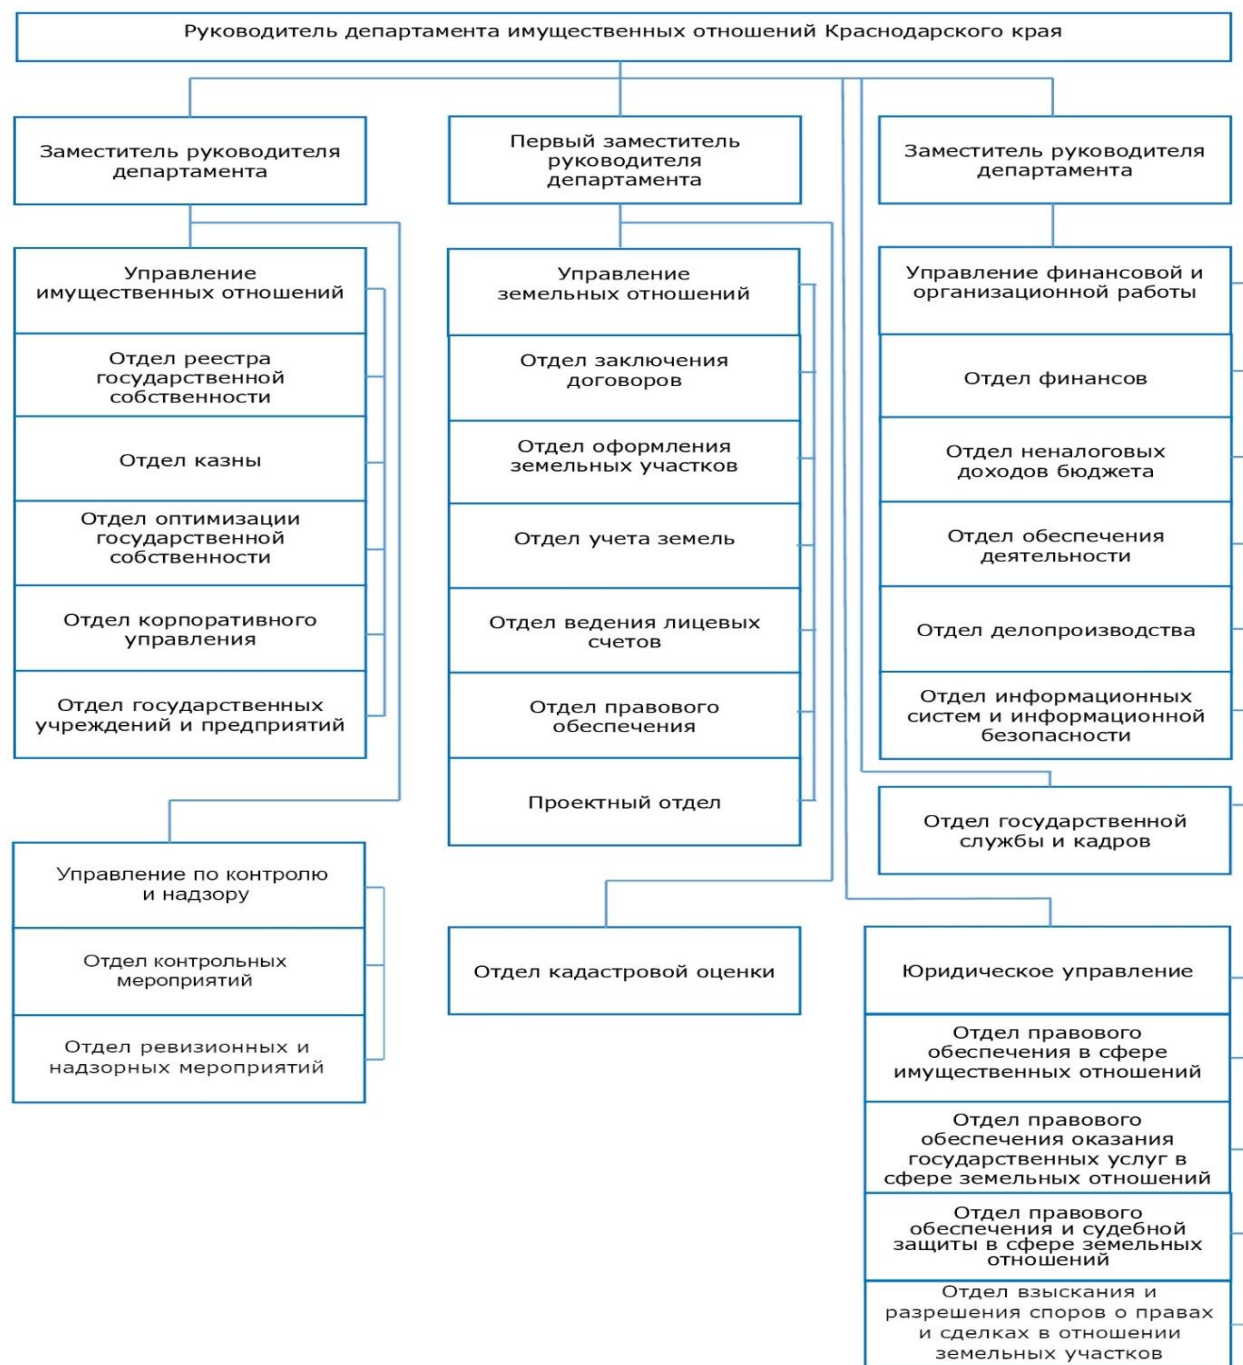 Руководитель департамента имущественных отношений Краснодарского края
Заместитель руководителя
департамента
Первый заместитель
руководителя
департамента
Заместитель руководителя
департамента
Управление
имущественных отношений
Отдел реестра
государственной
собственности
Отдел казны
Отдел оптимизации
государственной
собственности
Отдел корпоративного
управления
Отдел государственных
учреждений и предприятий
Управление по контролю
и надзору
Отдел контрольных
мероприятий
Отдел ревизионных и
надзорных мероприятий
Управление
земельных отношений
Отдел заключения
договоров
Отдел оформления
земельных участков
Отдел учета земель
Отдел ведения лицевых
счетов
Отдел правового
обеспечения
Проектный отдел
Отдел кадастровой оценки
Управление финансовой и
организационной работы
Отдел финансов
Отдел неналоговых
доходов бюджета
Отдел обеспечения
деятельности
Отдел делопроизводства
Отдел информационных
систем и информационной
безопасности
Отдел государственной
службы и кадров
Юридическое управление
Отдел правового
обеспечения в сфере
имущественных отношений
Отдел правового
обеспечения оказания
государственных услуг в
сфере земельных отношений
Отдел правового
обеспечения и судебной
защиты в сфере земельных
отношений
Отдел взыскания и
разрешения споров о правах
и сделках в отношении
земельных участков